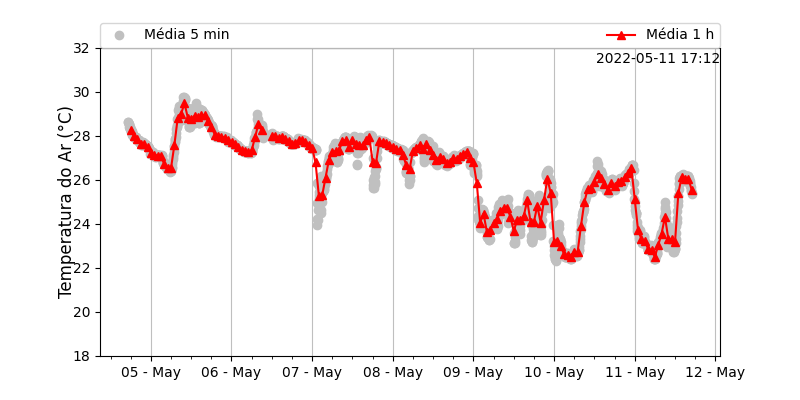 Média 5 min
Média 1 h
2022-05-11 17:12
Temperatura do Ar (°C)
32
30
28
26
24
22
20
18
05 - May
06 - May
07 - May
08 - May
09 - May
10 - May
11 - May
12 - May